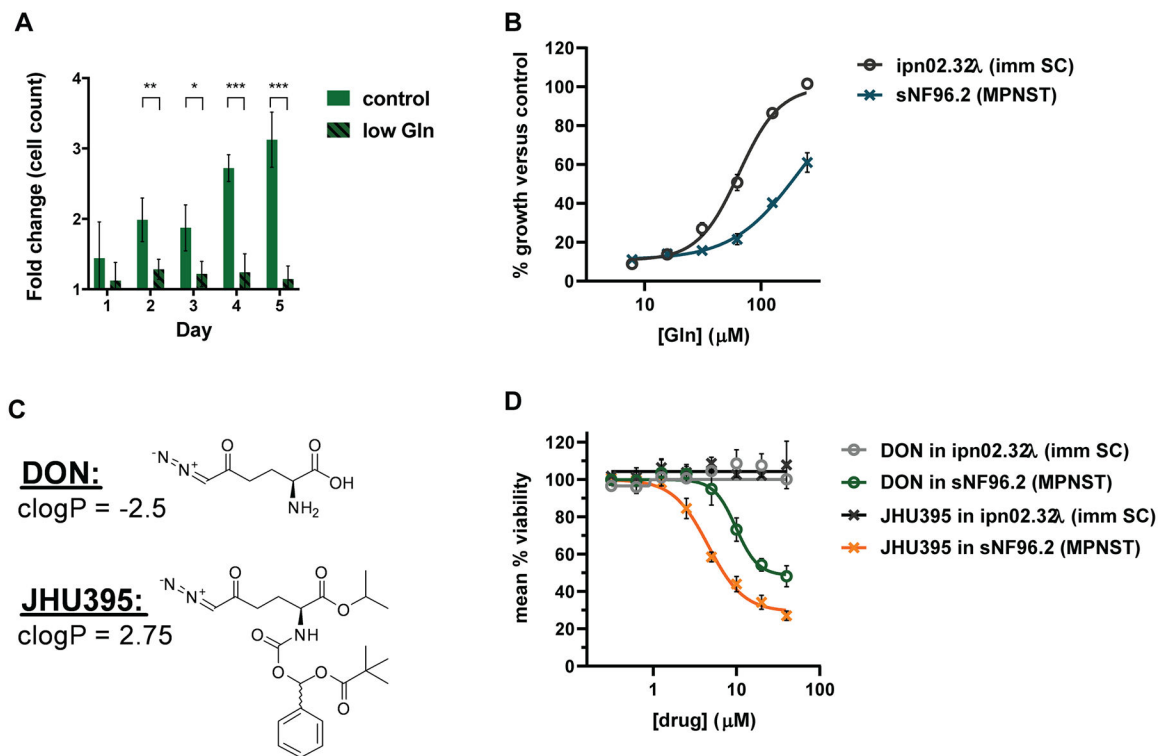 A
Fold change (cell count)
4
3
2
1
** * *** ***
1 2 3 4 5
Day
control
low Gln
B
% growth versus control
120
100
80
60
40
20
0
10 100
[Gln] (μM)
ipn02.32λ (imm SC)
sNF96.2 (MPNST)
C
DON:
clogP = -2.5
-N
N+
O
O
OH
NH2
JHU395:
clogP = 2.75
-N
N+
O
O
O
O
NH
O
O
O
D
mean % viability
120
100
80
60
40
20
0
1 10 100
[drug] (μM)
DON in ipn02.32λ (imm SC)
DON in sNF96.2 (MPNST)
JHU395 in ipn02.32λ (imm SC)
JHU395 in sNF96.2 (MPNST)